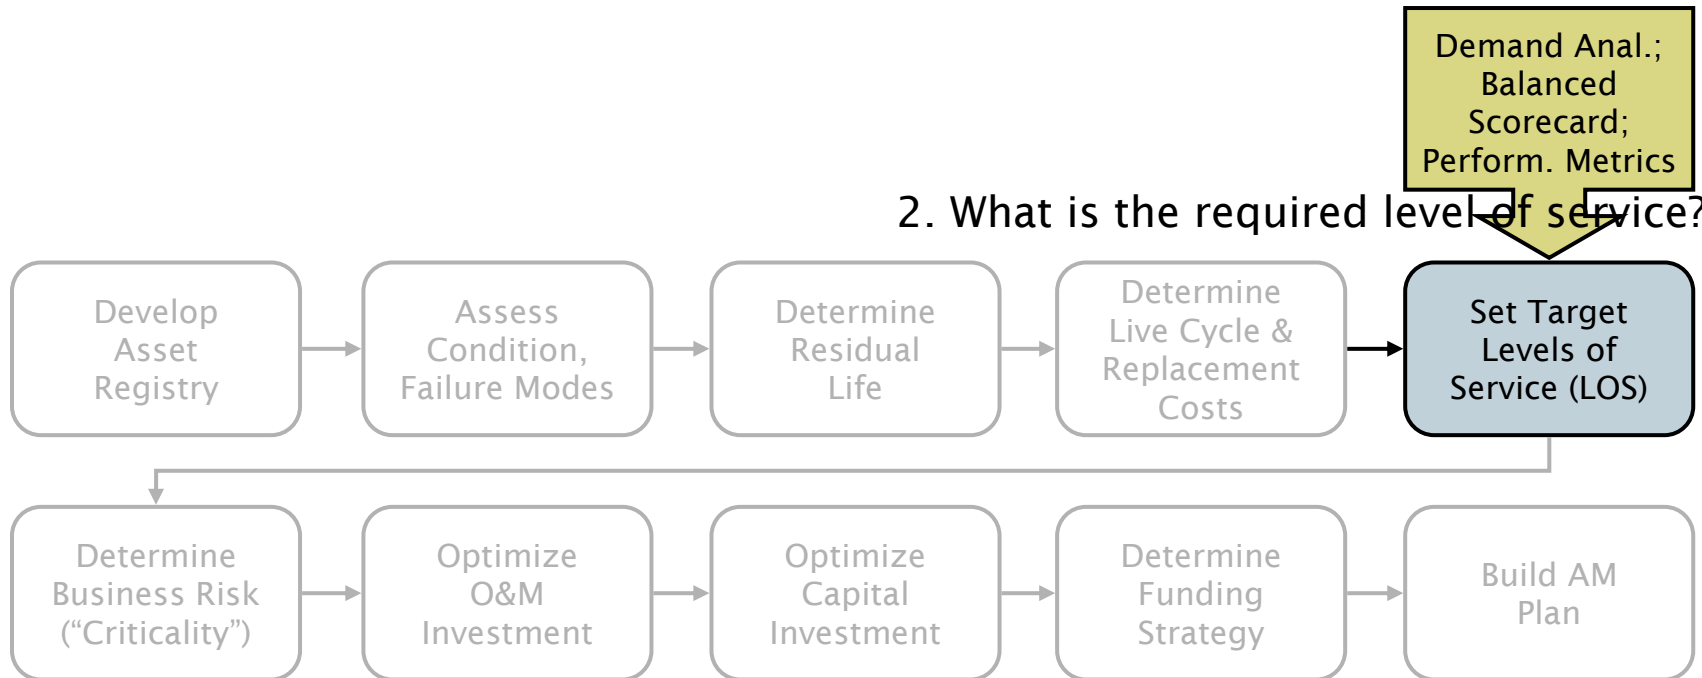 Demand Anal.;
Balanced
Scorecard;
Perform. Metrics
2. What is the required level of service?
Develop
Asset
Registry
Assess
Condition,
Failure Modes
Determine
Residual
Life
Determine
Live Cycle &
Replacement
Costs
Set Target
Levels of
Service (LOS)
Determine
Business Risk
(“Criticality”)
Optimize
O&M
Investment
Optimize
Capital
Investment
Determine
Funding
Strategy
Build AM
Plan